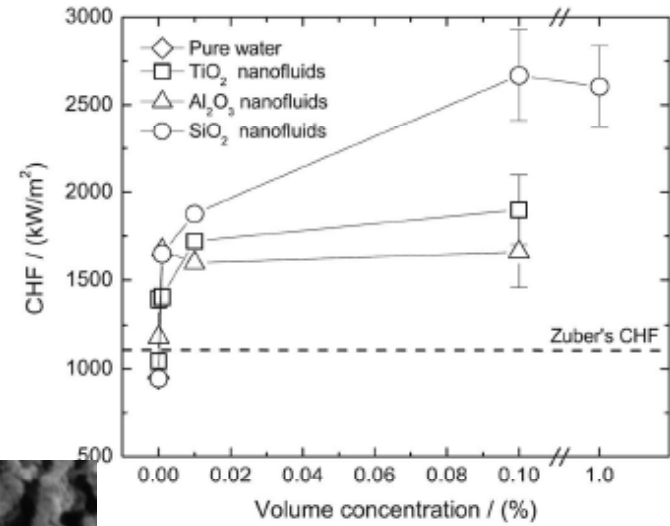 3000
2500
2000
1500
1000
500
CHF / (kW/m²)
Pure water
TiO₂ nanofluids
Al₂O₃ nanofluids
SiO₂ nanofluids
Zuber's CHF
0.00 0.02 0.04 0.06 0.08 0.10 1.0
Volume concentration / (%)